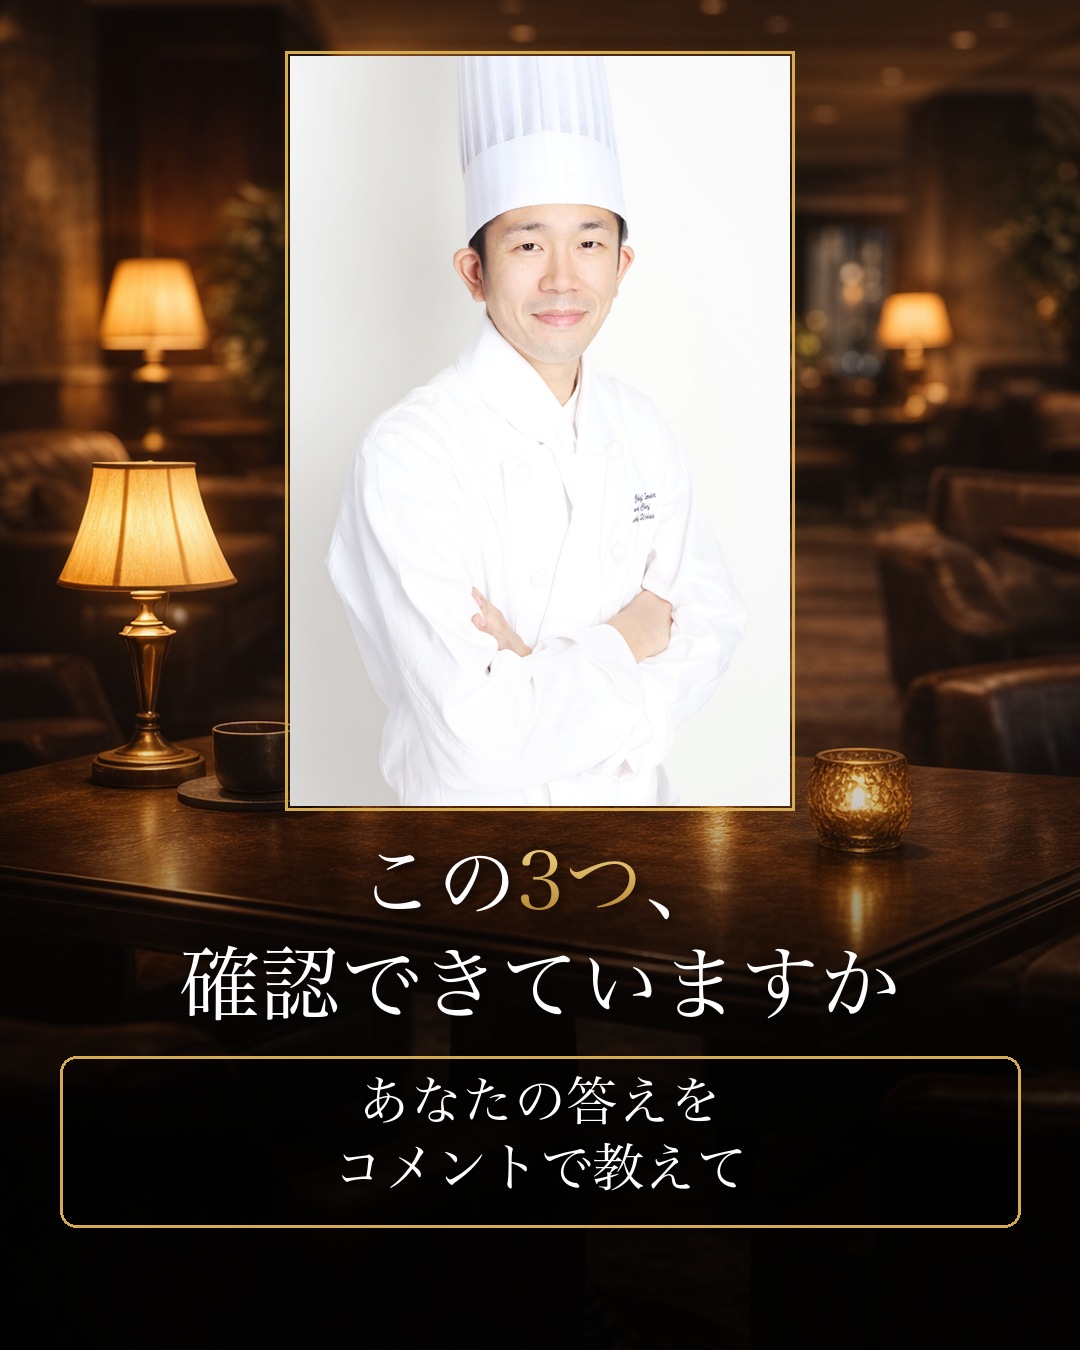 この3つ、
確認できていますか
あなたの答えを
コメントで教えて